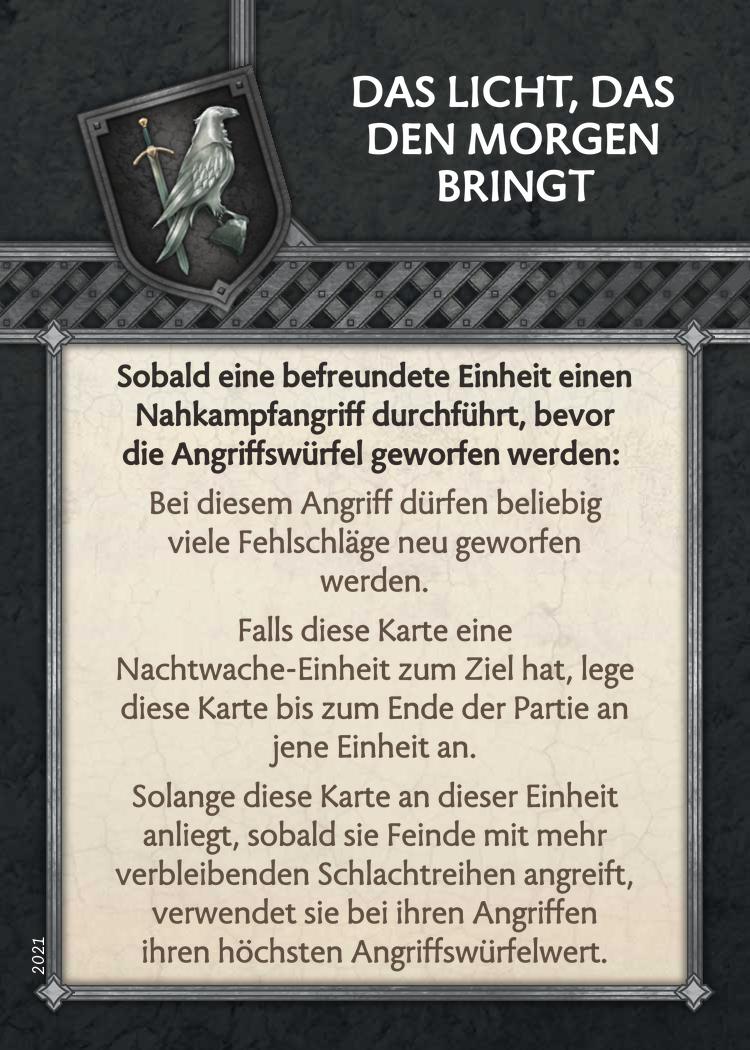 DAS LICHT, DAS
DEN MORGEN
BRINGT
Sobald eine befreundete Einheit einen
Nahkampfangriff durchführt, bevor
die Angriffswürfel geworfen werden:
Bei diesem Angriff dürfen beliebig
viele Fehlschläge neu geworfen
werden.
Falls diese Karte eine
Nachtwache-Einheit zum Ziel hat, lege
diese Karte bis zum Ende der Partie an
jene Einheit an.
Solange diese Karte an dieser Einheit
anliegt, sobald sie Feinde mit mehr
verbleibenden Schlachtreihen angreift,
verwendet sie bei ihren Angriffen
ihren höchsten Angriffswürfelwert.
2021